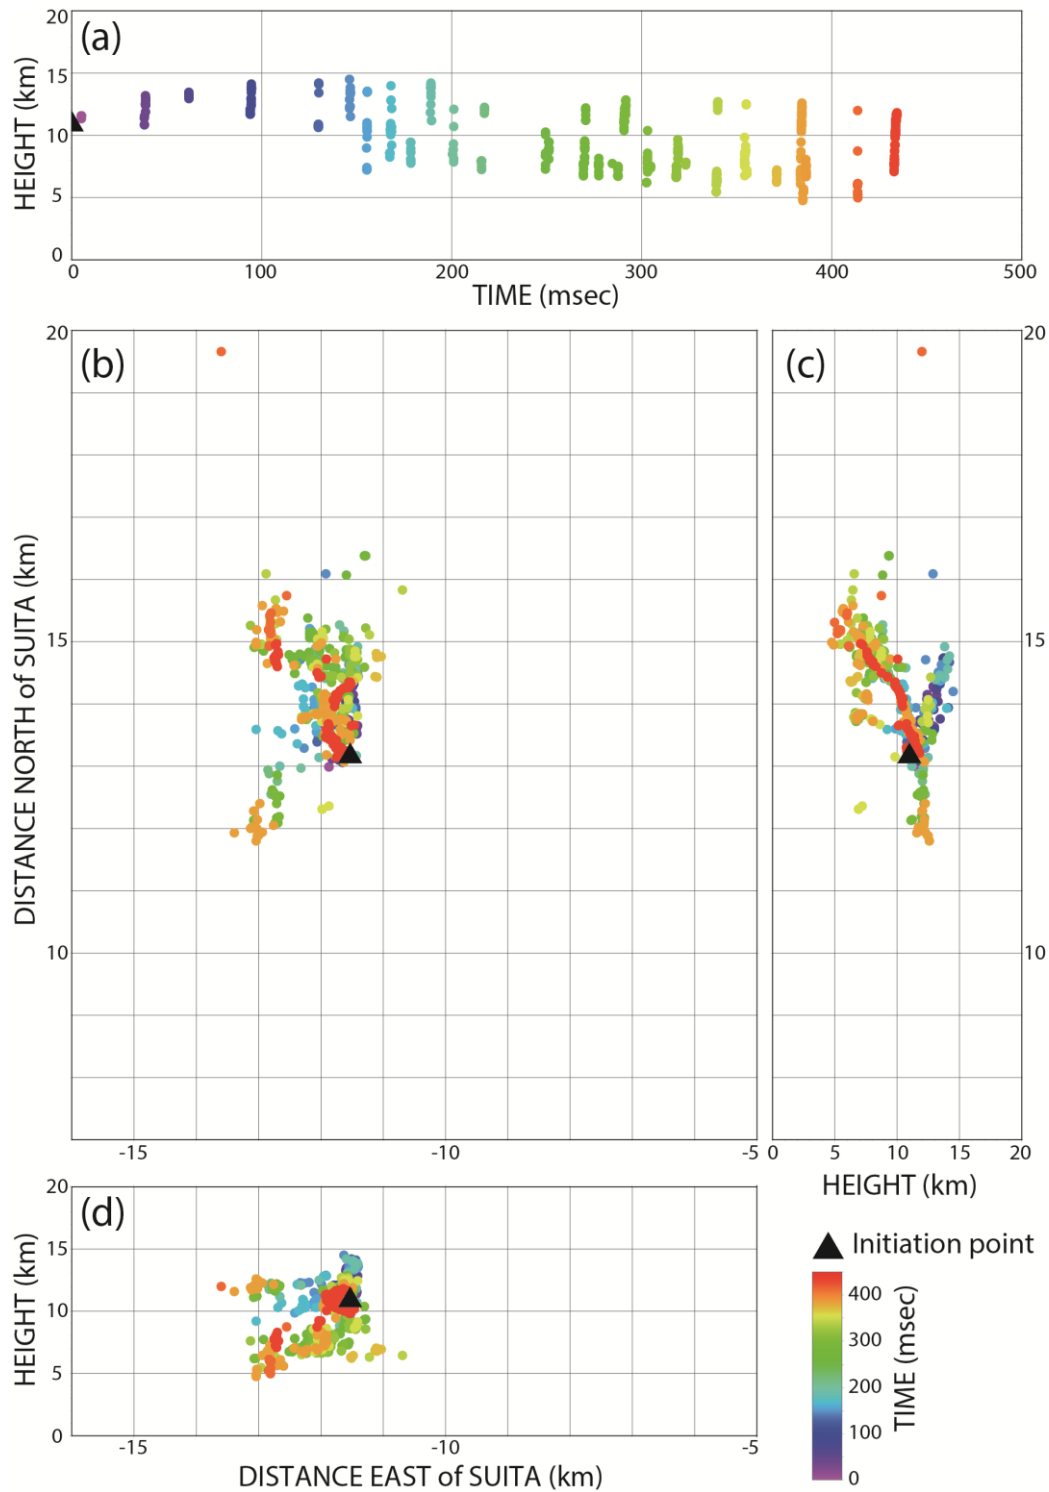 (a)
HEIGHT (km)
20
15
10
5
0
0 100 200 300 400 500
TIME (msec)
(b)
DISTANCE NORTH of SUITA (km)
20
15
10
-15 -10 -5
(c)
20
15
10
0 5 10 15 20
HEIGHT (km)
(d)
HEIGHT (km)
20
15
10
5
0
-15 -10 -5
DISTANCE EAST of SUITA (km)
Initiation point
400
300
200
100
0
TIME (msec)